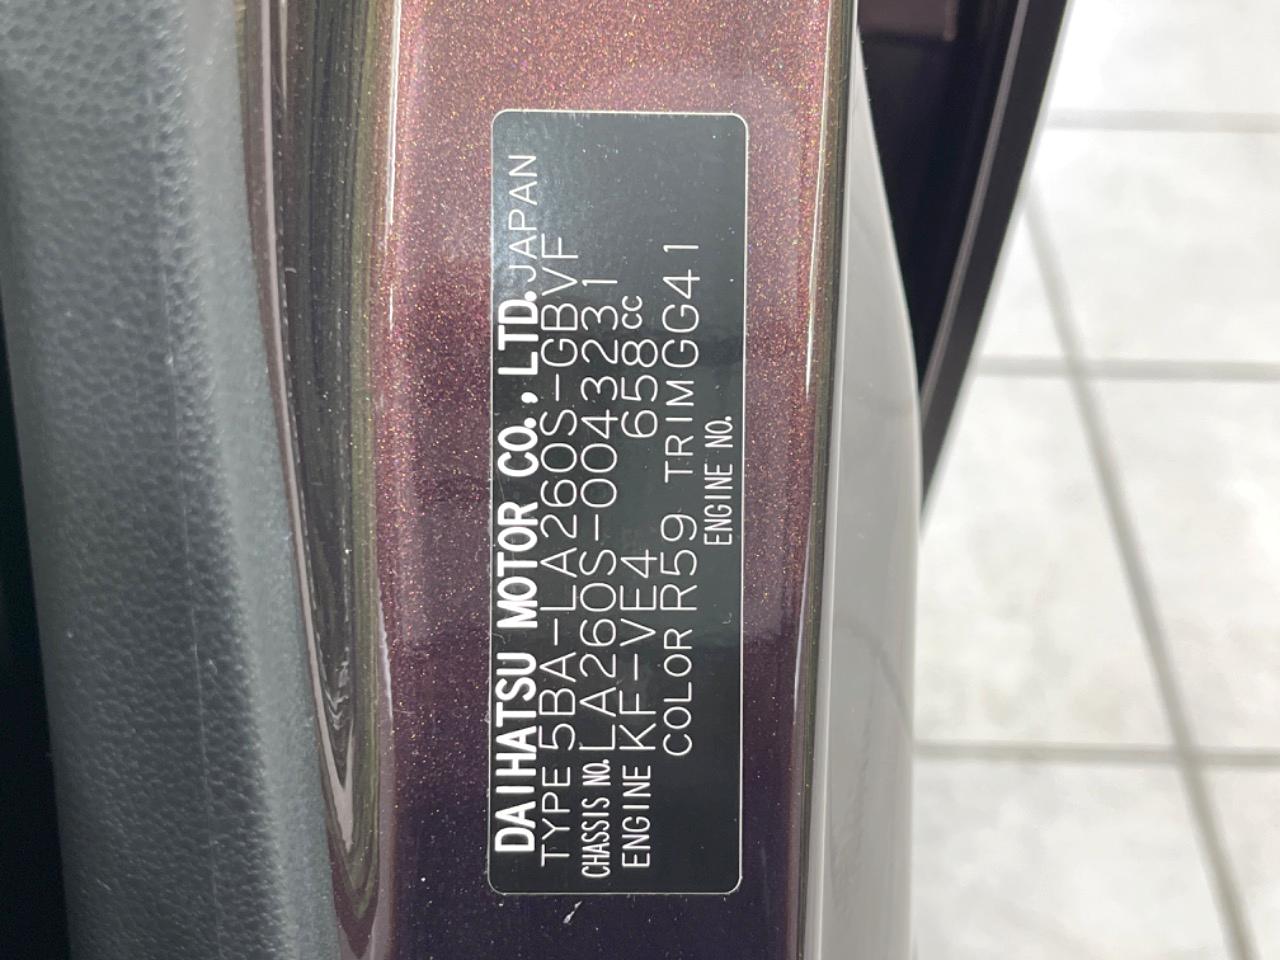 DAIHATSU MOTOR CO., LTD. JAPAN
TYPE 5BA-LA260S-GBVF
CHASSIS NO. LA260S-0043231
ENGINE KF-VE4 658cc
COLOR R59 TRIM GG41
ENGINE NO.